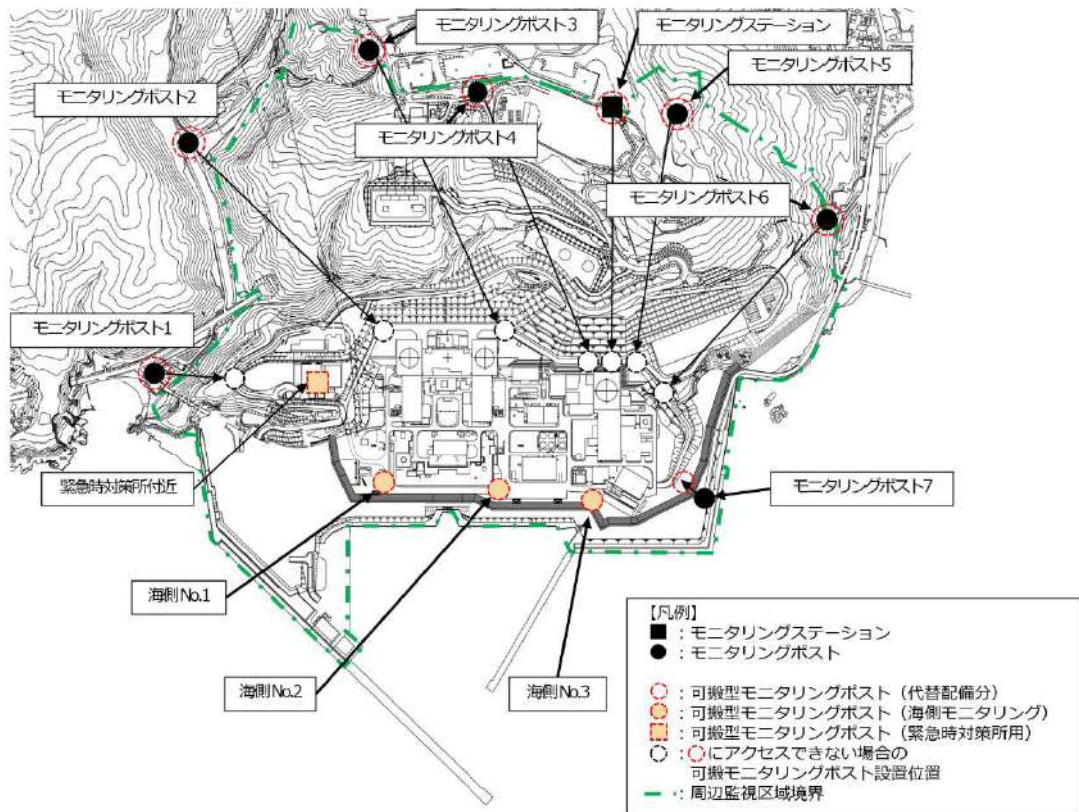 モニタリングポスト3
モニタリングステーション
モニタリングポスト5
モニタリングポスト2
モニタリングポスト4
モニタリングポスト6
モニタリングポスト1
緊急時対策所付近
モニタリングポスト7
海側No.1
海側No.2
海側No.3
【凡例】
■：モニタリングステーション
●：モニタリングポスト
：可搬型モニタリングポスト（代替配備分）
：可搬型モニタリングポスト（海側モニタリング）
：可搬型モニタリングポスト（緊急時対策所用）
：◌にアクセスできない場合の
可搬モニタリングポスト設置位置
：周辺監視区域境界